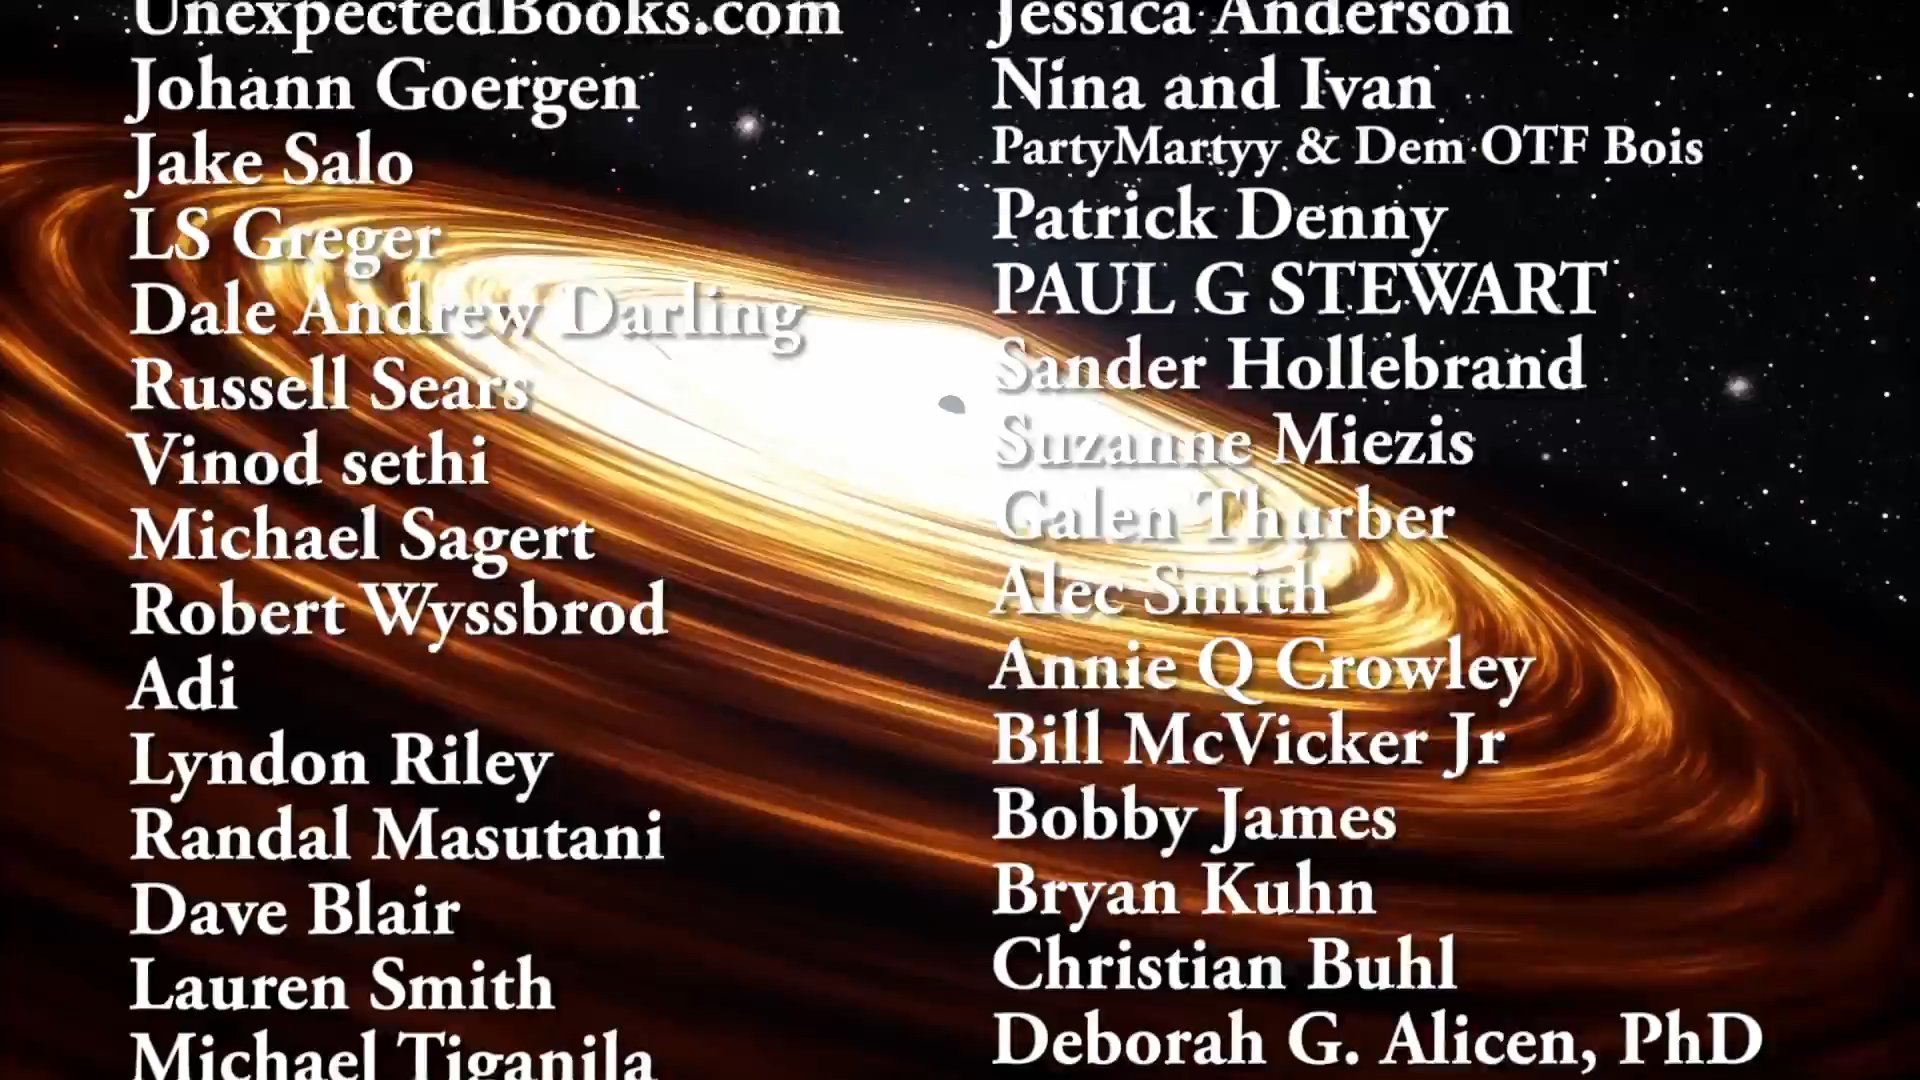 UnexpectedBooks.com
Johann Goergen
Jake Salo
LS Greger
Dale Andrew Darling
Russell Sears
Vinod sethi
Michael Sagert
Robert Wyssbrod
Adi
Lyndon Riley
Randal Masutani
Dave Blair
Lauren Smith
Michael Tiganila
Jessica Anderson
Nina and Ivan
PartyMartyy & Dem OTF Bois
Patrick Denny
PAUL G STEWART
Sander Hollebrand
Suzanne Miezis
Galen Thurber
Alec Smith
Annie Q Crowley
Bill McVicker Jr
Bobby James
Bryan Kuhn
Christian Buhl
Deborah G. Alicen, PhD